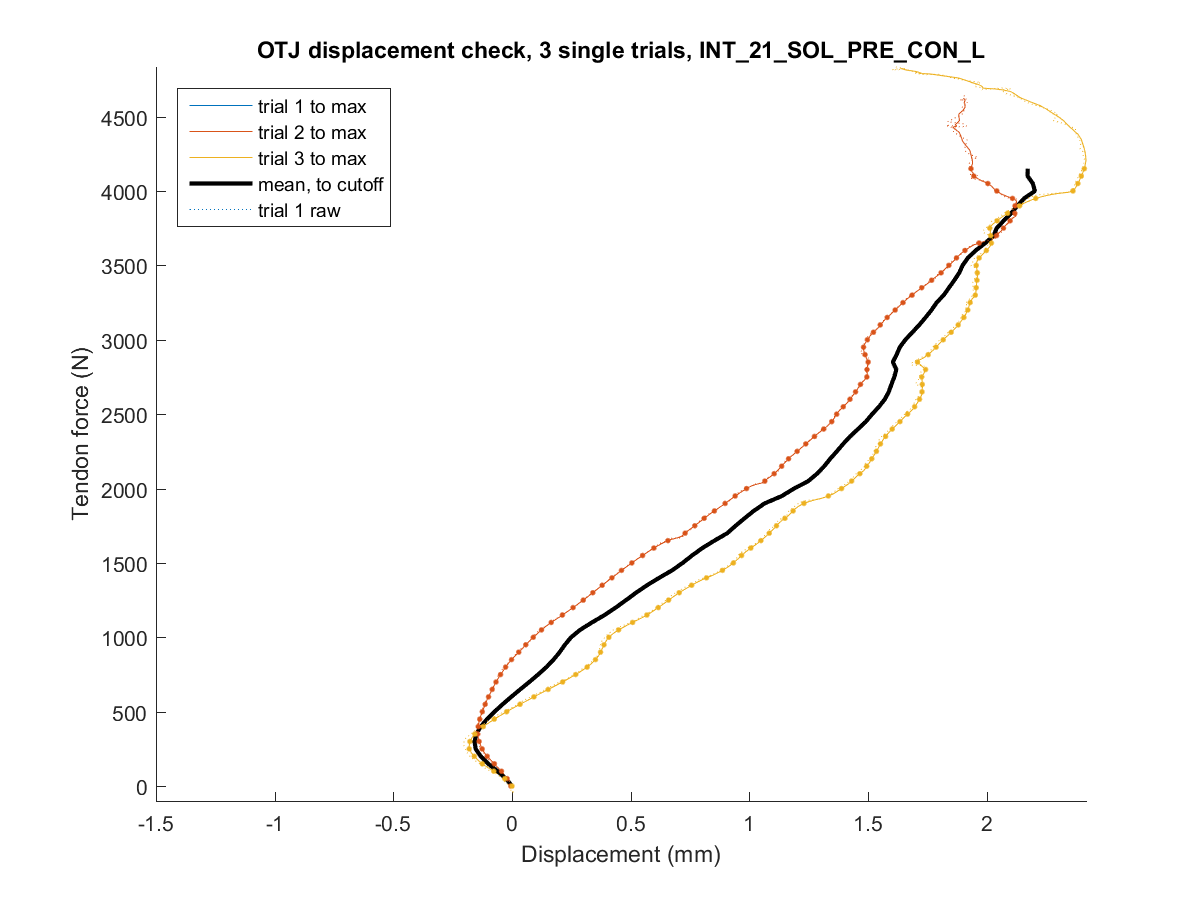 OTJ displacement check, 3 single trials, INT_21_SOL_PRE_CON_L
trial 1 to max
trial 2 to max
trial 3 to max
mean, to cutoff
trial 1 raw
Tendon force (N)
4500
4000
3500
3000
2500
2000
1500
1000
500
0
-1.5
-1
-0.5
0
0.5
1
1.5
2
Displacement (mm)